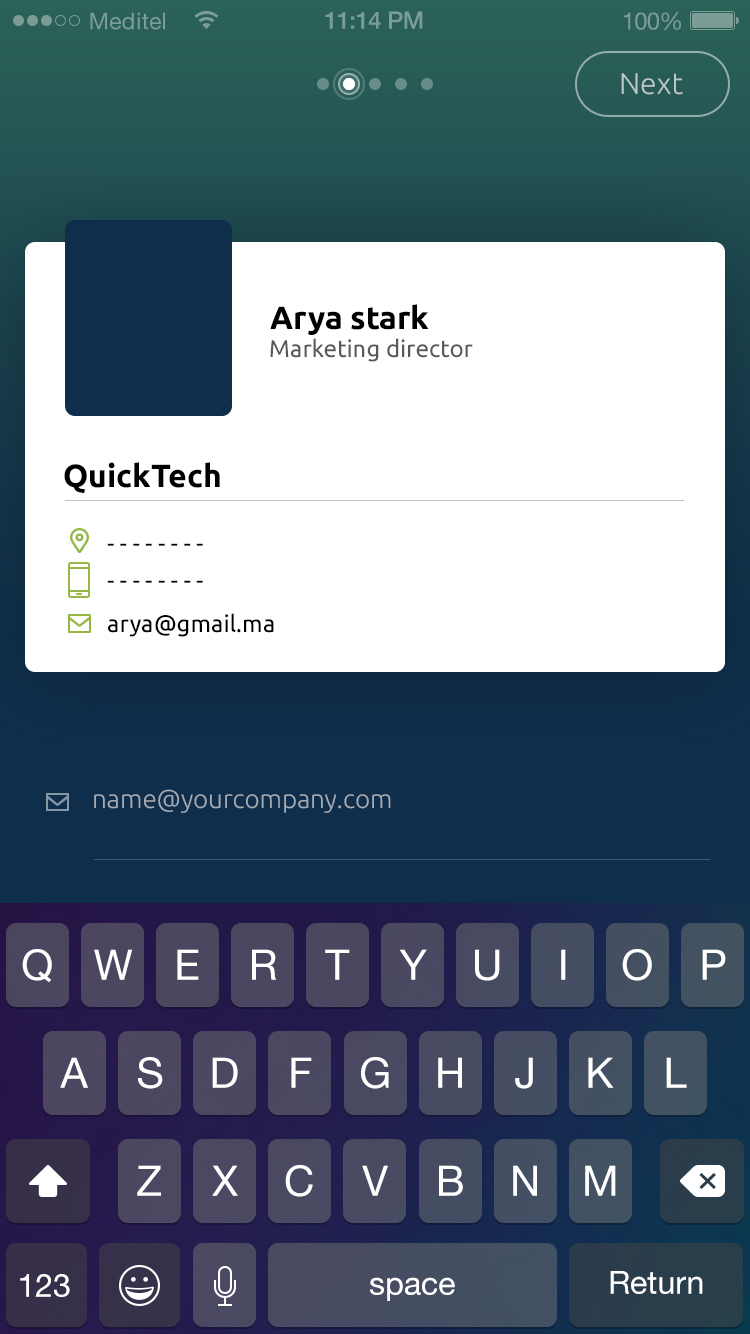 Meditel 11:14 PM 100%
Next
Arya stark
Marketing director
QuickTech
--------
--------
arya@gmail.ma
name@yourcompany.com
Q W E R T Y U I O P
A S D F G H J K L
Z X C V B N M
123 space Return